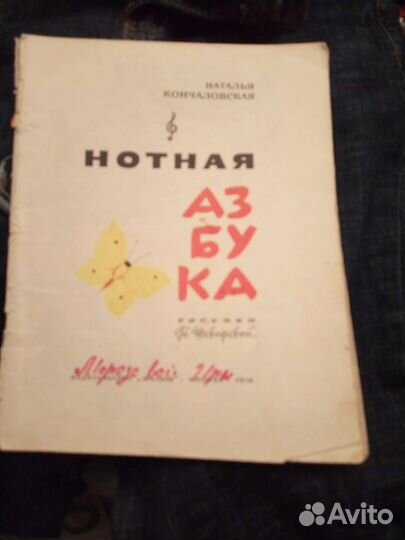 НАТАЛЬЯ
КОНЧАЛОВСКАЯ
НОТНАЯ
АЗ
БУ
КА
РИСУНКИ
Avito